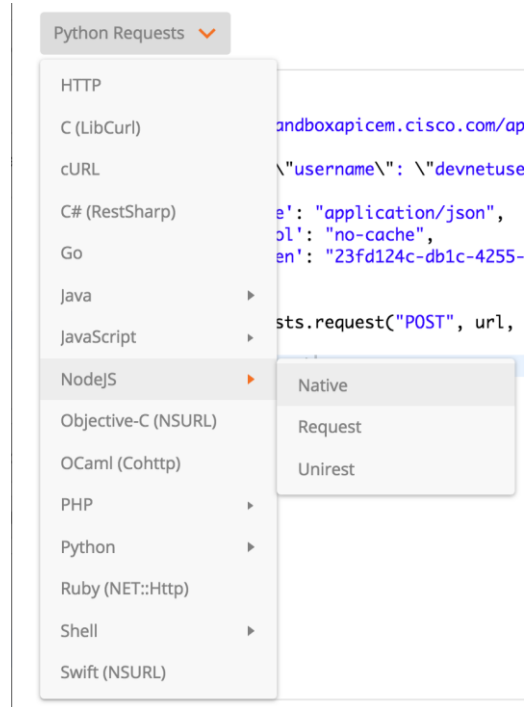 Python Requests
HTTP
C (LibCurl)
andboxapicem.cisco.com/ap
cURL
\"username\": \"devnetuse
C# (RestSharp)
e': "application/json",
ol': "no-cache",
Go
en': "23fd124c-db1c-4255-
Java
sts.request("POST", url,
JavaScript
NodeJS
Native
Objective-C (NSURL)
Request
OCaml (Cohttp)
Unirest
PHP
Python
Ruby (NET::Http)
Shell
Swift (NSURL)